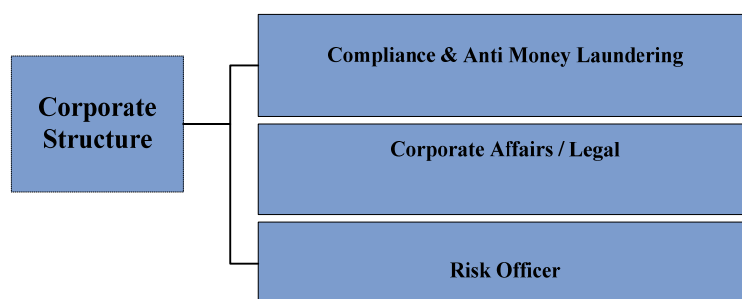 Compliance & Anti Money Laundering
Corporate
Structure
Corporate Affairs / Legal
Risk Officer